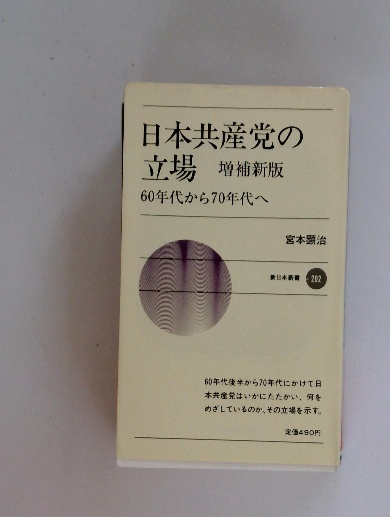 日本共産党の
立場 増補新版
60年代から70年代へ
宮本顕治
新日本新書 202
60年代後半から70年代にかけて日
本共産党はいかにたたかい、何を
めざしているのか、その立場を示す。
定価490円